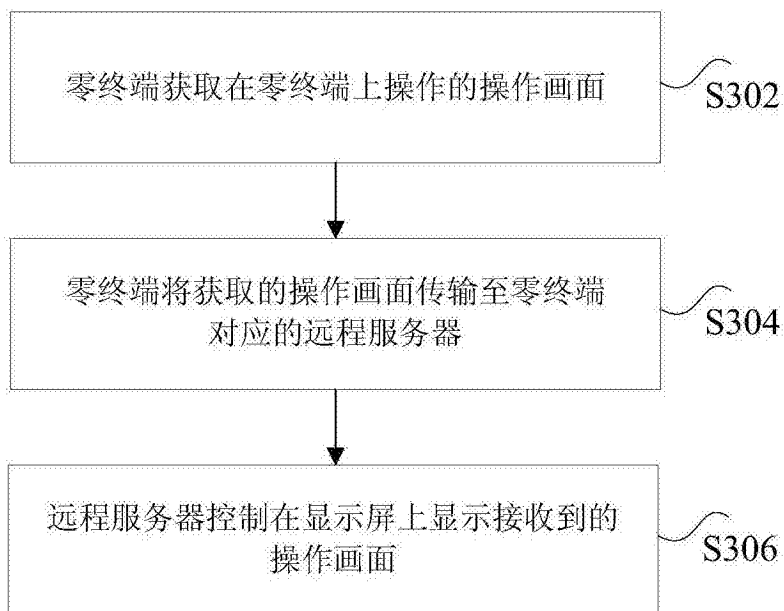 零终端获取在零终端上操作的操作画面
S302
零终端将获取的操作画面传输至零终端
对应的远程服务器
S304
远程服务器控制在显示屏上显示接收到的
操作画面
S306